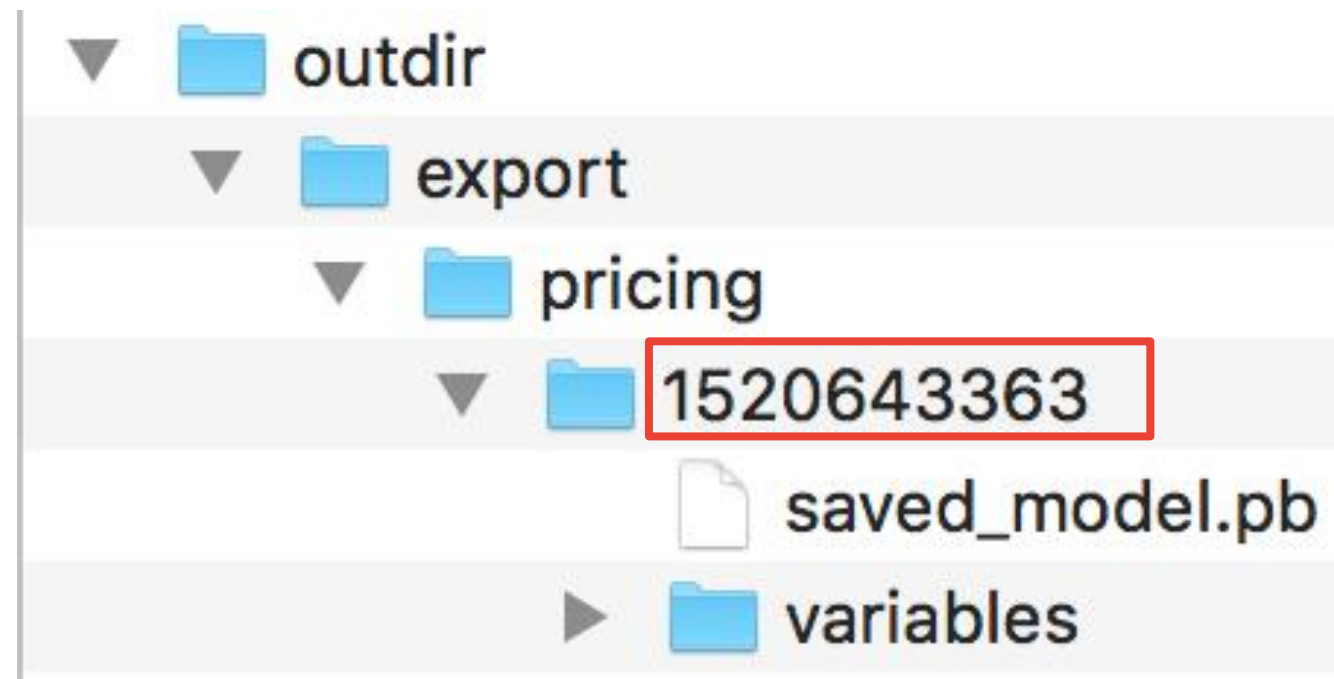 outdir
export
pricing
1520643363
saved_model.pb
variables